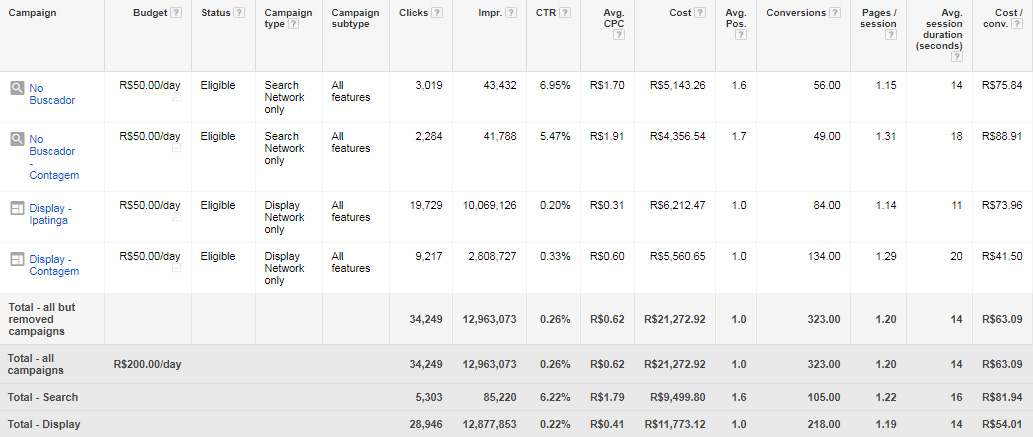 Campaign Budget ? Status ? Campaign type ? Campaign subtype Clicks ? Impr. ? CTR ? Avg. CPC ? Cost ? Avg. Pos. ? Conversions ? Pages / session ? Avg. session duration (seconds) ? Cost / conv. ?
No Buscador R$50.00/day Eligible Search Network only All features 3,019 43,432 6.95% R$1.70 R$5,143.26 1.6 56.00 1.15 14 R$75.84
No Buscador - Contagem R$50.00/day Eligible Search Network only All features 2,284 41,788 5.47% R$1.91 R$4,356.54 1.7 49.00 1.31 18 R$88.91
Display - Ipatinga R$50.00/day Eligible Display Network only All features 19,729 10,069,126 0.20% R$0.31 R$6,212.47 1.0 84.00 1.14 11 R$73.96
Display - Contagem R$50.00/day Eligible Display Network only All features 9,217 2,808,727 0.33% R$0.60 R$5,560.65 1.0 134.00 1.29 20 R$41.50
Total - all but removed campaigns 34,249 12,963,073 0.26% R$0.62 R$21,272.92 1.0 323.00 1.20 14 R$63.09
Total - all campaigns R$200.00/day 34,249 12,963,073 0.26% R$0.62 R$21,272.92 1.0 323.00 1.20 14 R$63.09
Total - Search 5,303 85,220 6.22% R$1.79 R$9,499.80 1.6 105.00 1.22 16 R$81.94
Total - Display 28,946 12,877,853 0.22% R$0.41 R$11,773.12 1.0 218.00 1.19 14 R$54.01